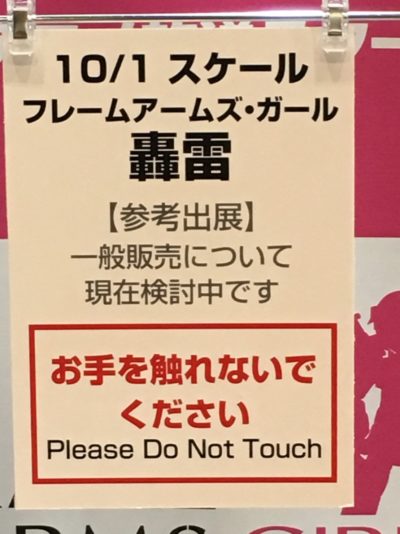 10/1 スケール
フレームアームズ・ガール
轟雷
【参考出展】
一般販売について
現在検討中です
お手を触れないで
ください
Please Do Not Touch